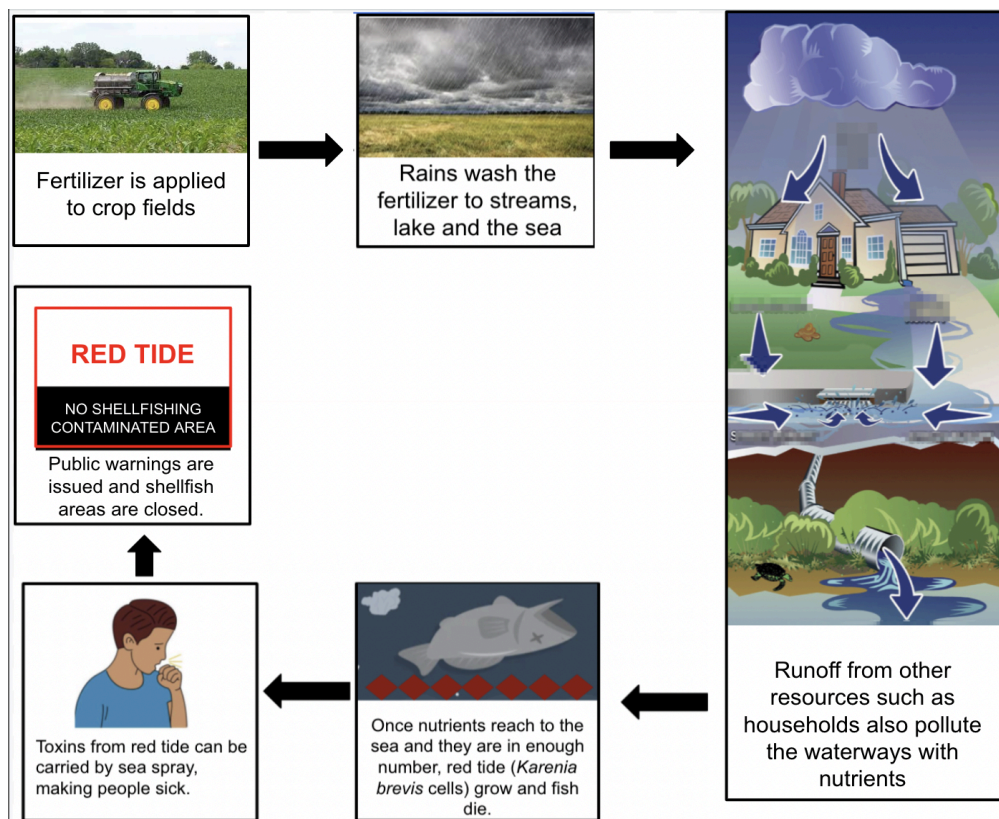 Fertilizer is applied
to crop fields
Rains wash the
fertilizer to streams,
lake and the sea
Runoff from other
resources such as
households also pollute
the waterways with
nutrients
Once nutrients reach to the
sea and they are in enough
number, red tide (Karenia
brevis cells) grow and fish
die.
Toxins from red tide can be
carried by sea spray,
making people sick.
RED TIDE
NO SHELLFISHING
CONTAMINATED AREA
Public warnings are
issued and shellfish
areas are closed.